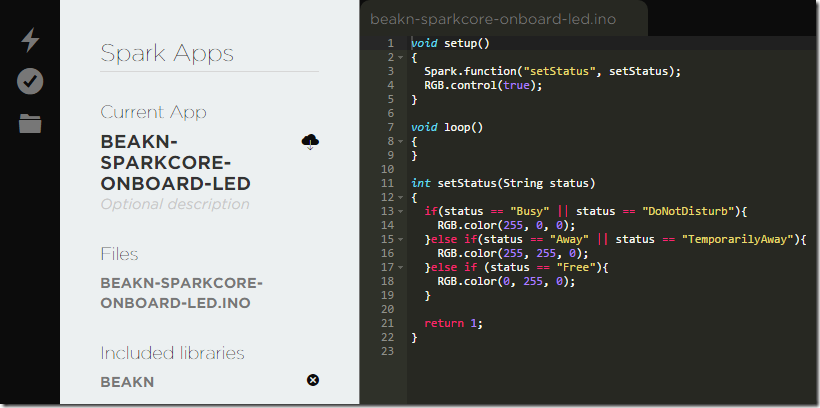 Spark Apps
Current App
BEAKN-
SPARKCORE-
ONBOARD-LED
Optional description
Files
BEAKN-SPARKCORE-
ONBOARD-LED.INO
Included libraries
BEAKN
beakn-sparkcore-onboard-led.ino
1 void setup()
2 {
3   Spark.function("setStatus", setStatus);
4   RGB.control(true);
5 }
6
7 void loop()
8 {
9 }
10
11 int setStatus(String status)
12 {
13   if(status == "Busy" || status == "DoNotDisturb"){
14     RGB.color(255, 0, 0);
15   }else if(status == "Away" || status == "TemporarilyAway"){
16     RGB.color(255, 255, 0);
17   }else if (status == "Free"){
18     RGB.color(0, 255, 0);
19   }
20
21   return 1;
22 }
23